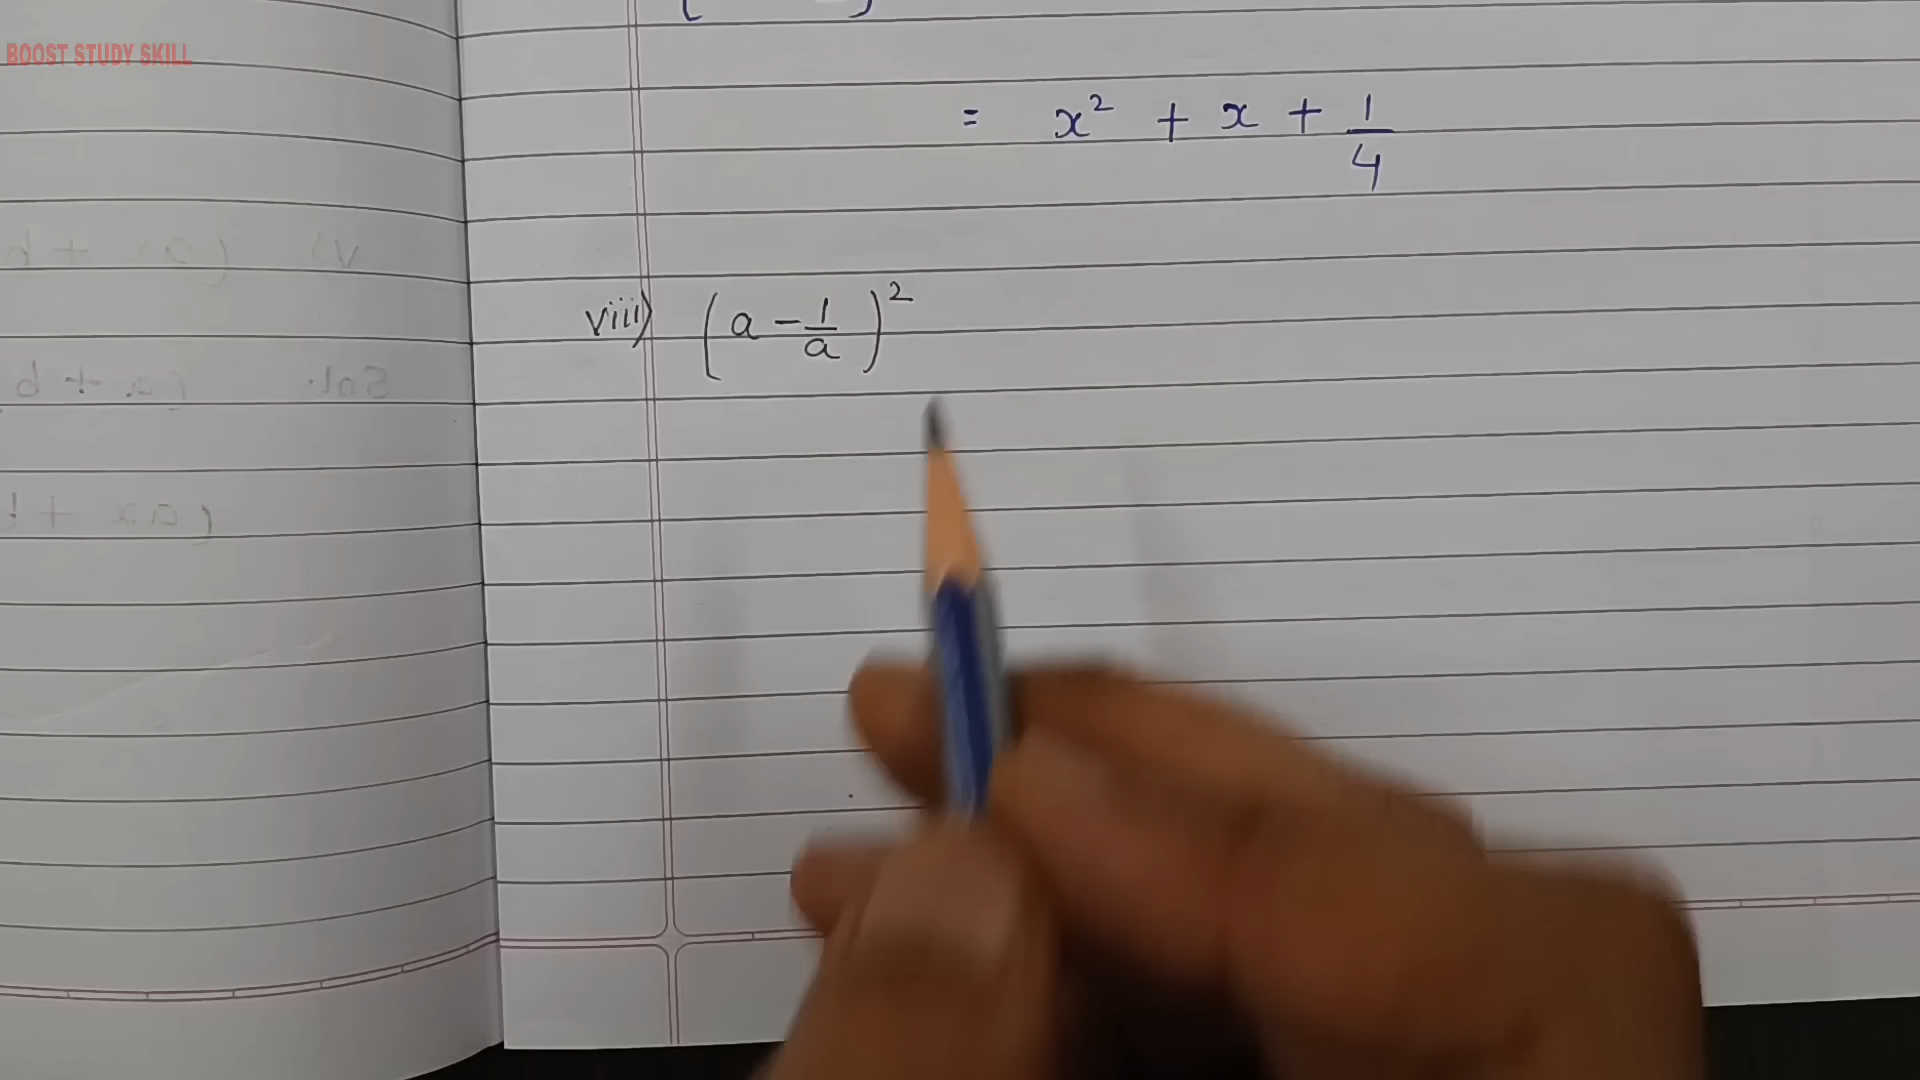 BOOST STUDY SKILL
= x² + x + 1/4
viii) (a - 1/a)²